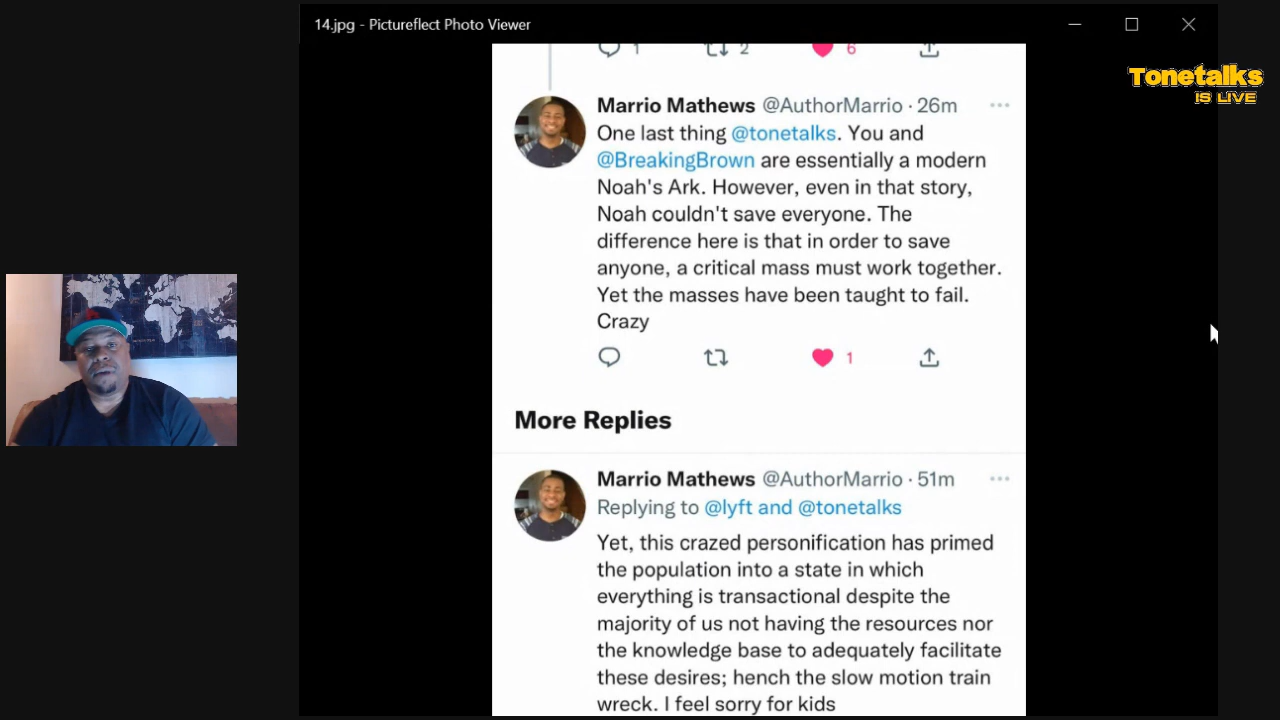 14.jpg - Pictureflect Photo Viewer
Tonetalks
IS LIVE
1 2 6
Marrio Mathews @AuthorMarrio · 26m
One last thing @tonetalks. You and
@BreakingBrown are essentially a modern
Noah's Ark. However, even in that story,
Noah couldn't save everyone. The
difference here is that in order to save
anyone, a critical mass must work together.
Yet the masses have been taught to fail.
Crazy
1
More Replies
Marrio Mathews @AuthorMarrio · 51m
Replying to @lyft and @tonetalks
Yet, this crazed personification has primed
the population into a state in which
everything is transactional despite the
majority of us not having the resources nor
the knowledge base to adequately facilitate
these desires; hench the slow motion train
wreck. I feel sorry for kids